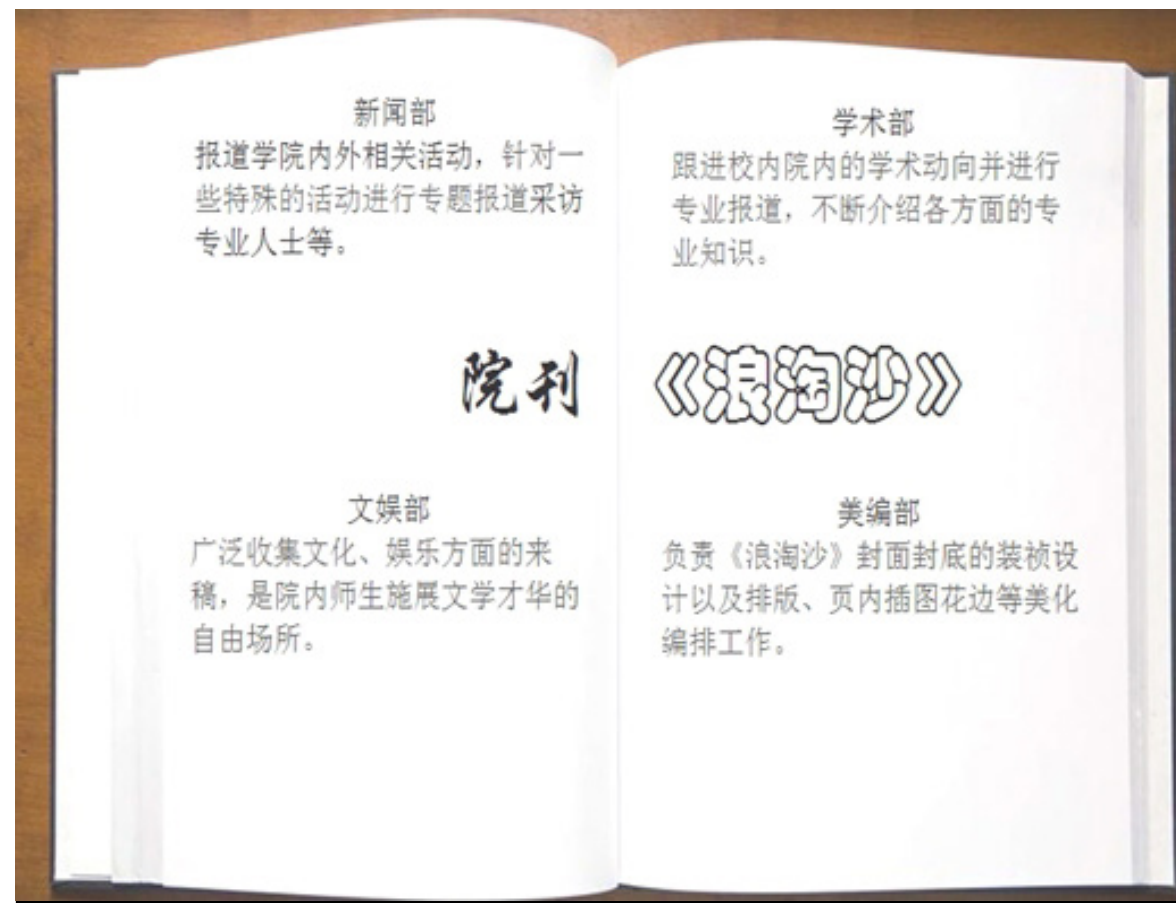 新闻部
报道学院内外相关活动，针对一
些特殊的活动进行专题报道采访
专业人士等。
学术部
跟进校内院内的学术动向并进行
专业报道，不断介绍各方面的专
业知识。
院刊 《浪淘沙》
文娱部
广泛收集文化、娱乐方面的来
稿，是院内师生施展文学才华的
自由场所。
美编部
负责《浪淘沙》封面封底的装祯设
计以及排版、页内插图花边等美化
编排工作。